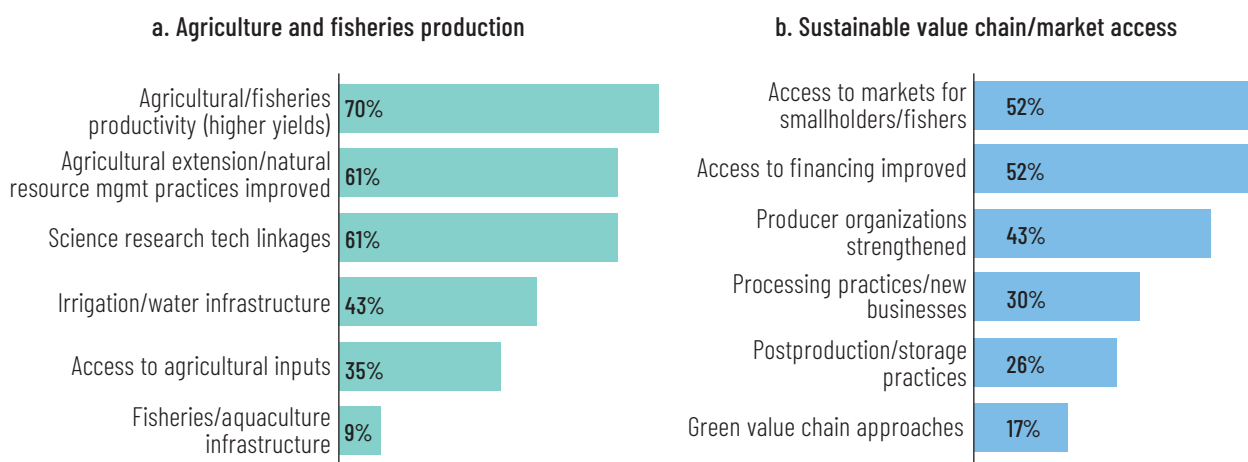 a. Agriculture and fisheries production
Agricultural/fisheries
productivity (higher yields)
70%
Agricultural extension/natural
resource mgmt practices improved
61%
Science research tech linkages
61%
Irrigation/water infrastructure
43%
Access to agricultural inputs
35%
Fisheries/aquaculture
infrastructure
9%
b. Sustainable value chain/market access
Access to markets for
smallholders/fishers
52%
Access to financing improved
52%
Producer organizations
strengthened
43%
Processing practices/new
businesses
30%
Postproduction/storage
practices
26%
Green value chain approaches
17%